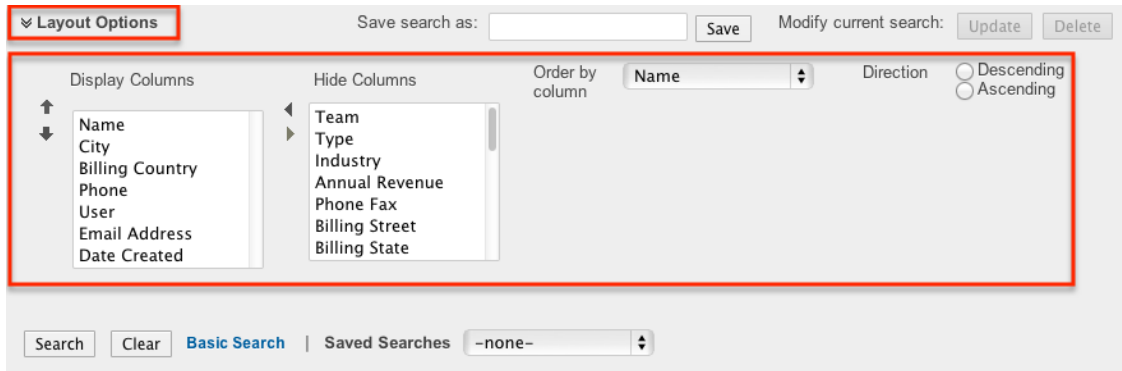 Layout Options
Save search as:
Save
Modify current search:
Update
Delete
Display Columns
Name
City
Billing Country
Phone
User
Email Address
Date Created
Hide Columns
Team
Type
Industry
Annual Revenue
Phone Fax
Billing Street
Billing State
Order by
column
Name
Direction
Descending
Ascending
Search
Clear
Basic Search | Saved Searches
-none-